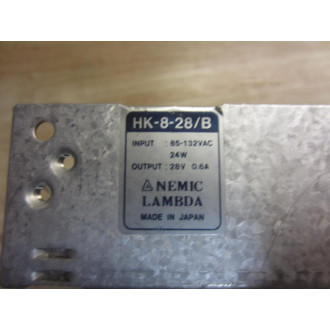 HK-8-28/B
INPUT : 85-132VAC
24W
OUTPUT : 28V 0.6A
NEMIC
LAMBDA
MADE IN JAPAN